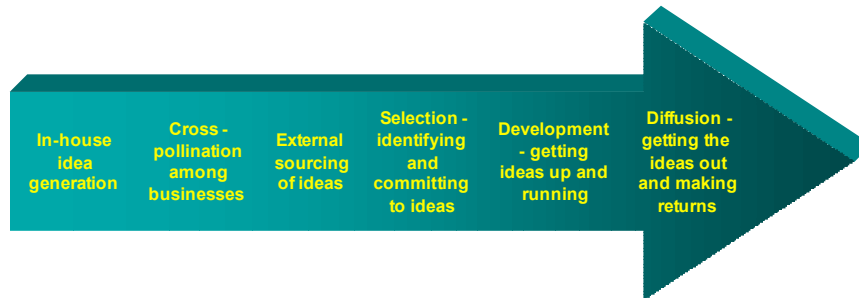 In-house
idea
generation
Cross -
pollination
among
businesses
External
sourcing
of ideas
Selection -
identifying
and
committing
to ideas
Development
- getting
ideas up and
running
Diffusion -
getting the
ideas out
and making
returns